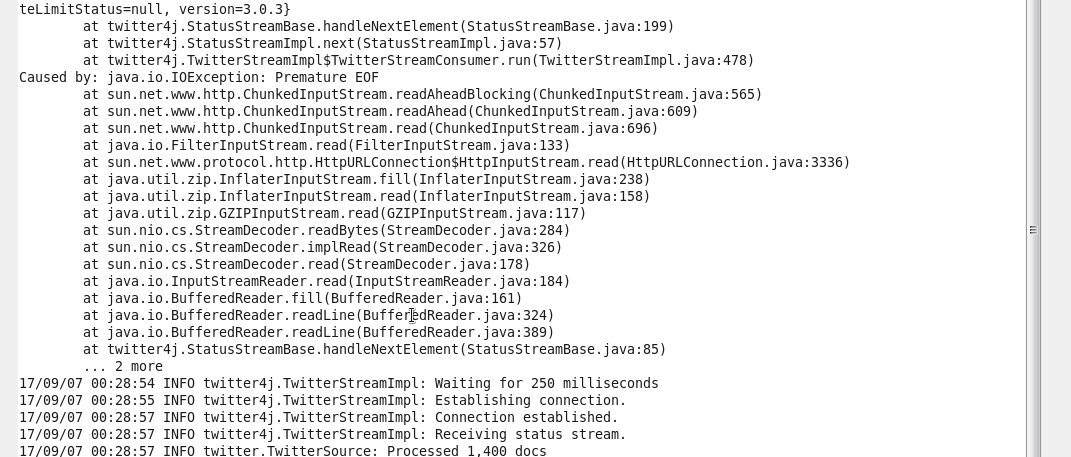 teLimitStatus=null, version=3.0.3}
at twitter4j.StatusStreamBase.handleNextElement(StatusStreamBase.java:199)
at twitter4j.StatusStreamImpl.next(StatusStreamImpl.java:57)
at twitter4j.TwitterStreamImpl$TwitterStreamConsumer.run(TwitterStreamImpl.java:478)
Caused by: java.io.IOException: Premature EOF
at sun.net.www.http.ChunkedInputStream.readAheadBlocking(ChunkedInputStream.java:565)
at sun.net.www.http.ChunkedInputStream.readAhead(ChunkedInputStream.java:609)
at sun.net.www.http.ChunkedInputStream.read(ChunkedInputStream.java:696)
at java.io.FilterInputStream.read(FilterInputStream.java:133)
at sun.net.www.protocol.http.HttpURLConnection$HttpInputStream.read(HttpURLConnection.java:3336)
at java.util.zip.InflaterInputStream.fill(InflaterInputStream.java:238)
at java.util.zip.InflaterInputStream.read(InflaterInputStream.java:158)
at java.util.zip.GZIPInputStream.read(GZIPInputStream.java:117)
at sun.nio.cs.StreamDecoder.readBytes(StreamDecoder.java:284)
at sun.nio.cs.StreamDecoder.implRead(StreamDecoder.java:326)
at sun.nio.cs.StreamDecoder.read(StreamDecoder.java:178)
at java.io.InputStreamReader.read(InputStreamReader.java:184)
at java.io.BufferedReader.fill(BufferedReader.java:161)
at java.io.BufferedReader.readLine(BufferedReader.java:324)
at java.io.BufferedReader.readLine(BufferedReader.java:389)
at twitter4j.StatusStreamBase.handleNextElement(StatusStreamBase.java:85)
... 2 more
17/09/07 00:28:54 INFO twitter4j.TwitterStreamImpl: Waiting for 250 milliseconds
17/09/07 00:28:55 INFO twitter4j.TwitterStreamImpl: Establishing connection.
17/09/07 00:28:57 INFO twitter4j.TwitterStreamImpl: Connection established.
17/09/07 00:28:57 INFO twitter4j.TwitterStreamImpl: Receiving status stream.
17/09/07 00:28:57 INFO twitter.TwitterSource: Processed 1,400 docs